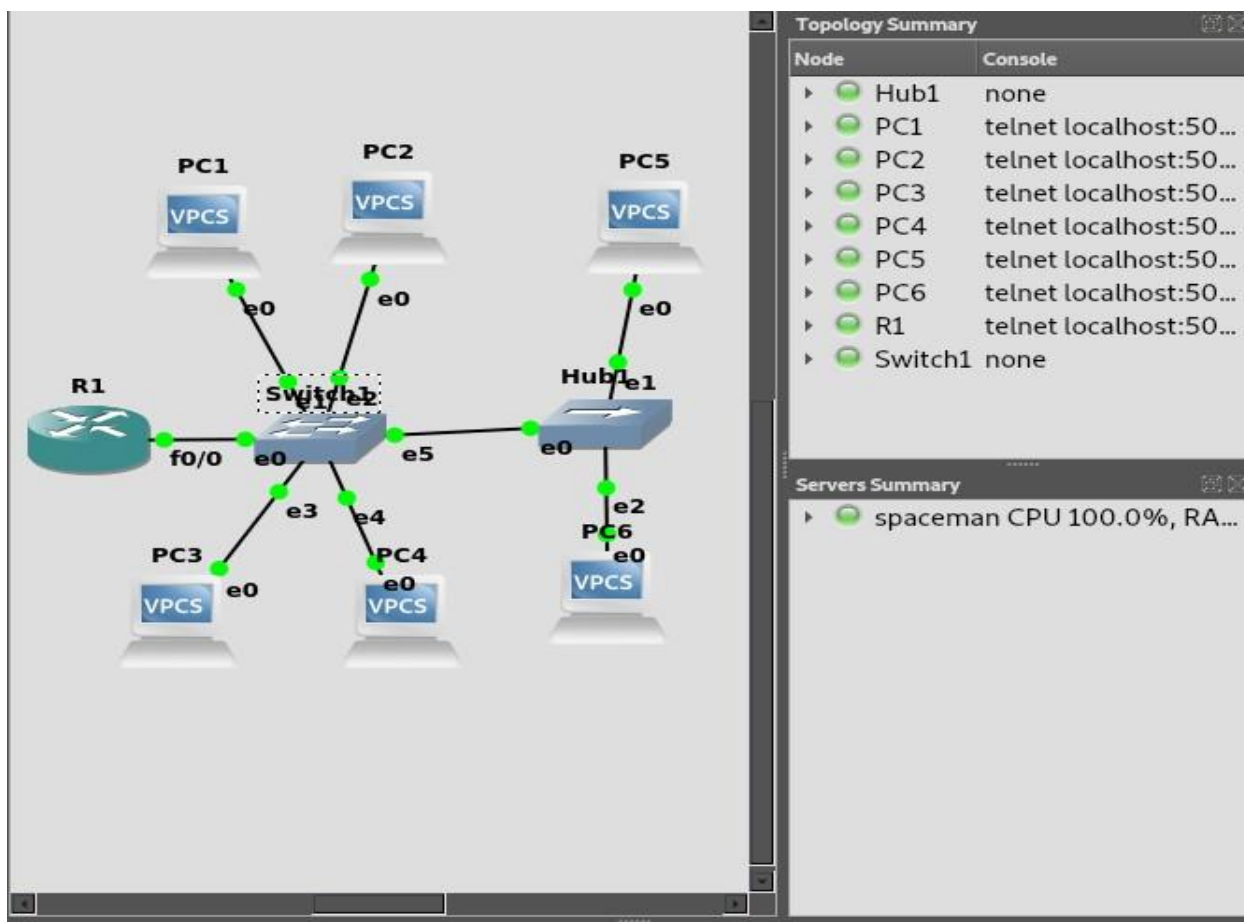 PC1
PC2
PC5
VPCS
VPCS
VPCS
e0
e0
e0
R1
Switch1
e1
e2
Hub1
e1
f0/0
e0
e5
e0
e3
e4
e2
PC3
PC4
PC6
e0
e0
e0
VPCS
VPCS
VPCS
Topology Summary
Node Console
Hub1 none
PC1 telnet localhost:50...
PC2 telnet localhost:50...
PC3 telnet localhost:50...
PC4 telnet localhost:50...
PC5 telnet localhost:50...
PC6 telnet localhost:50...
R1 telnet localhost:50...
Switch1 none
Servers Summary
spaceman CPU 100.0%, RA...